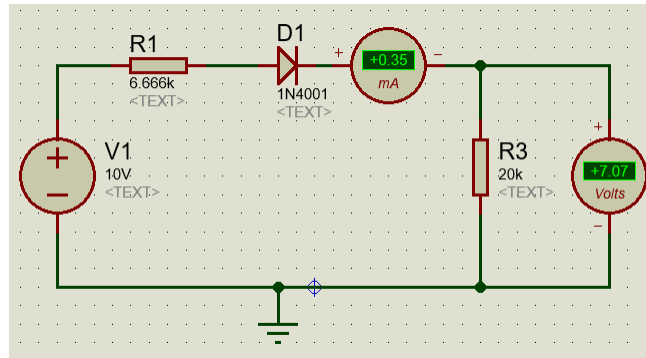 R1
6.666k
<TEXT>
D1
1N4001
<TEXT>
+
+0.35
−
mA
V1
10V
<TEXT>
+
−
R3
20k
<TEXT>
+
+7.07
Volts
−